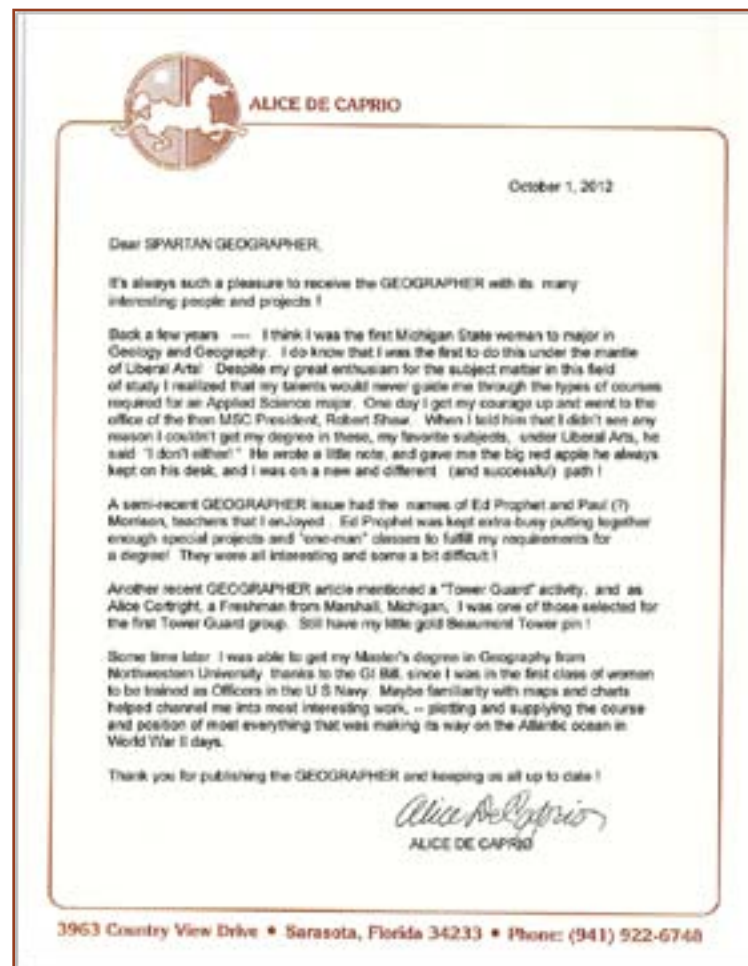 ALICE DE CAPRIO
October 1, 2012
Dear SPARTAN GEOGRAPHER,
It's always such a pleasure to receive the GEOGRAPHER with its many
interesting people and projects !
Back a few years ---- I think I was the first Michigan State woman to major in
Geology and Geography. I do know that I was the first to do this under the mantle
of Liberal Arts! Despite my great enthusiasm for the subject matter in this field
of study I realized that my talents would never guide me through the types of courses
required for an Applied Science major. One day I got my courage up and went to the
office of the then MSC President, Robert Shaw. When I told him that I didn't see any
reason I couldn't get my degree in these, my favorite subjects, under Liberal Arts, he
said "I don't either! " He wrote a little note, and gave me the big red apple he always
kept on his desk, and I was on a new and different (and successful) path !
A semi-recent GEOGRAPHER issue had the names of Ed Prophet and Paul (?)
Morrison, teachers that I enJoyed . Ed Prophet was kept extra-busy putting together
enough special projects and "one-man" classes to fulfill my requirements for
a degree! They were all interesting and some a bit difficult !
Another recent GEOGRAPHER article mentioned a "Tower Guard" activity, and as
Alice Cortright, a Freshman from Marshall, Michigan, I was one of those selected for
the first Tower Guard group. Still have my little gold Beaumont Tower pin !
Some time later I was able to get my Master's degree in Geography from
Northwestern University thanks to the GI Bill, since I was in the first class of women
to be trained as Officers in the U S Navy. Maybe familiarity with maps and charts
helped channel me into most interesting work, -- plotting and supplying the course
and position of most everything that was making its way on the Atlantic ocean in
World War II days.
Thank you for publishing the GEOGRAPHER and keeping us all up to date !
Alice DeCaprio
ALICE DE CAPRIO
3963 Country View Drive • Sarasota, Florida 34233 • Phone: (941) 922-6748